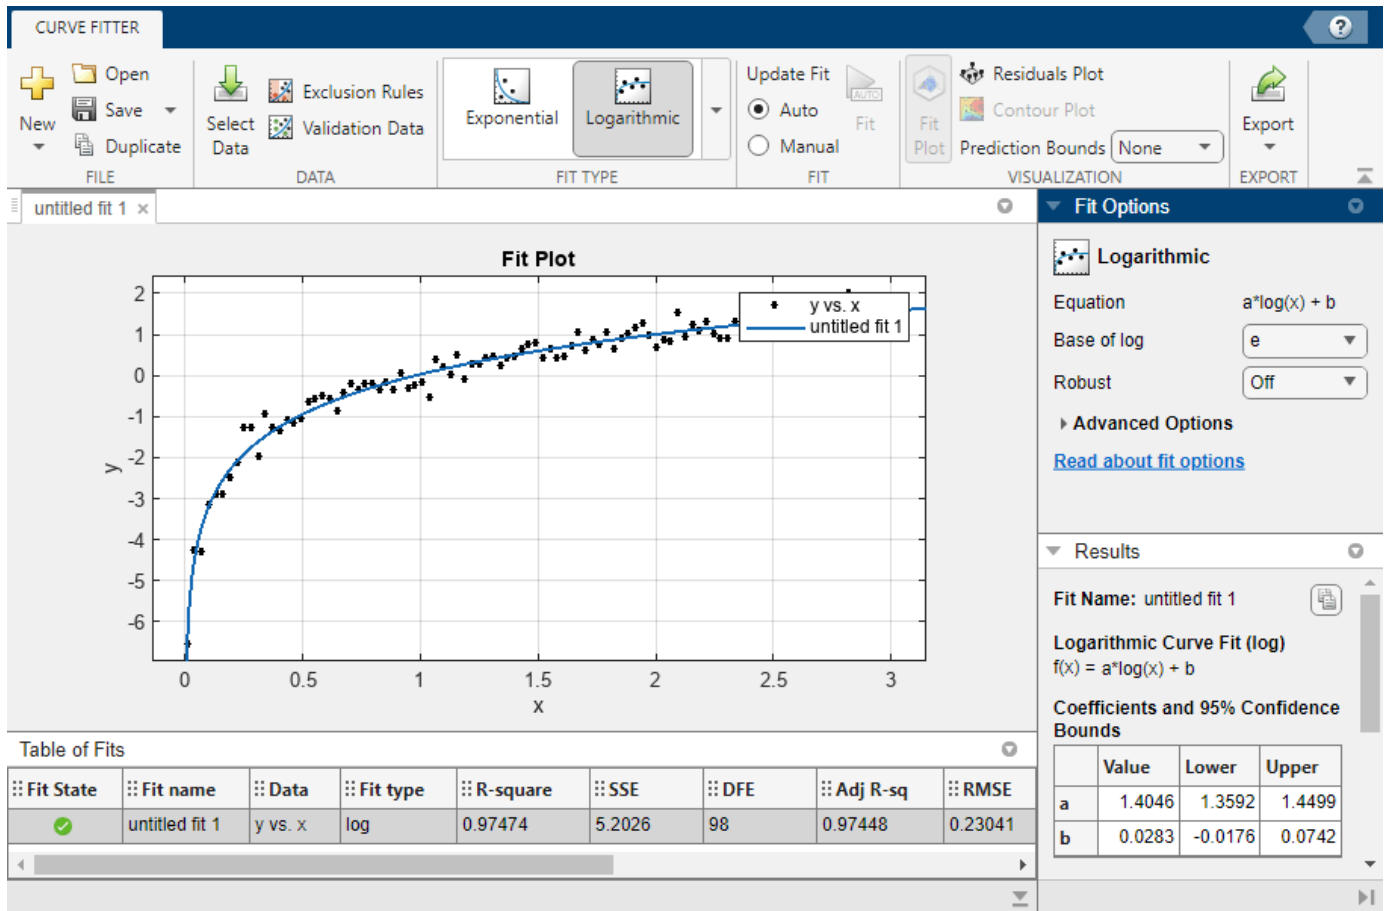 CURVE FITTER
?
New
Open
Save
Duplicate
FILE
Select
Data
Exclusion Rules
Validation Data
DATA
Exponential
Logarithmic
FIT TYPE
Update Fit
Auto
Manual
AUTO
Fit
FIT
Fit
Plot
Residuals Plot
Contour Plot
Prediction Bounds None
VISUALIZATION
Export
EXPORT
untitled fit 1 ×
Fit Plot
y vs. x
untitled fit 1
2
1
0
-1
-2
-3
-4
-5
-6
y
0 0.5 1 1.5 2 2.5 3
x
Table of Fits
Fit State Fit name Data Fit type R-square SSE DFE Adj R-sq RMSE
untitled fit 1 y vs. x log 0.97474 5.2026 98 0.97448 0.23041
Fit Options
Logarithmic
Equation a*log(x) + b
Base of log e
Robust Off
Advanced Options
Read about fit options
Results
Fit Name: untitled fit 1
Logarithmic Curve Fit (log)
f(x) = a*log(x) + b
Coefficients and 95% Confidence
Bounds
Value Lower Upper
a 1.4046 1.3592 1.4499
b 0.0283 -0.0176 0.0742